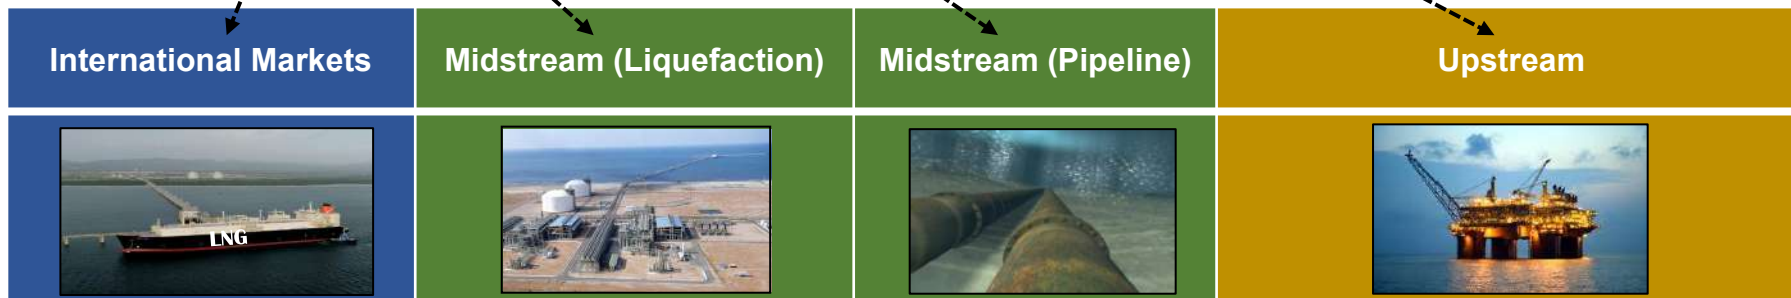 International Markets
Midstream (Liquefaction)
Midstream (Pipeline)
Upstream
LNG